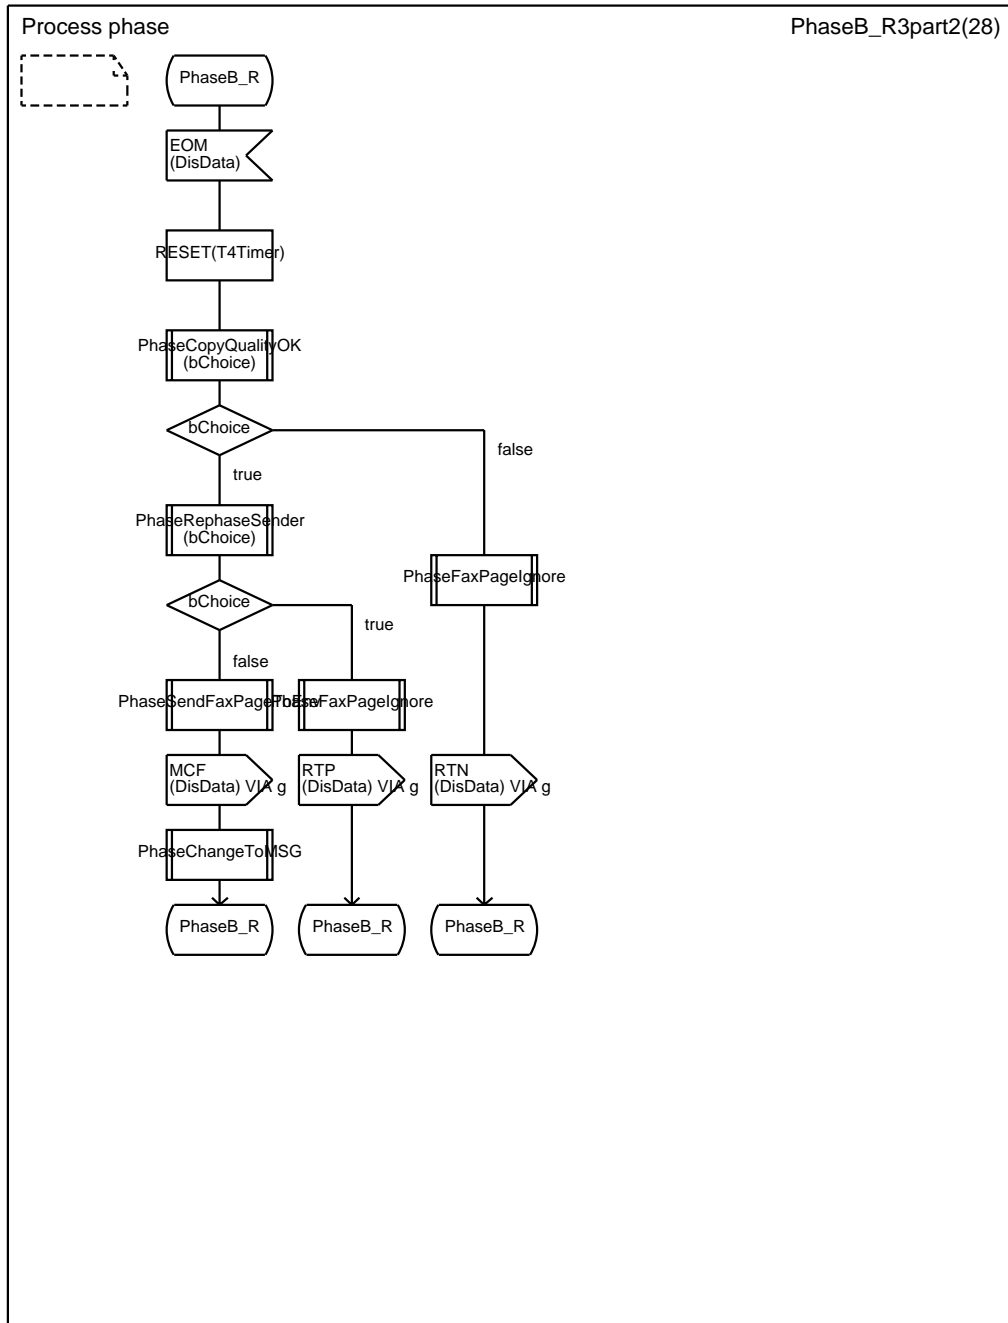 Process phase
PhaseB_R3part2(28)
PhaseB_R
EOM
(DisData)
RESET(T4Timer)
PhaseCopyQualityOK
(bChoice)
bChoice
false
true
PhaseRephaseSender
(bChoice)
PhaseFaxPageIgnore
bChoice
true
false
PhaseSendFaxPageToEnv
PhaseFaxPageIgnore
MCF
(DisData) VIA g
RTP
(DisData) VIA g
RTN
(DisData) VIA g
PhaseChangeToMSG
PhaseB_R
PhaseB_R
PhaseB_R